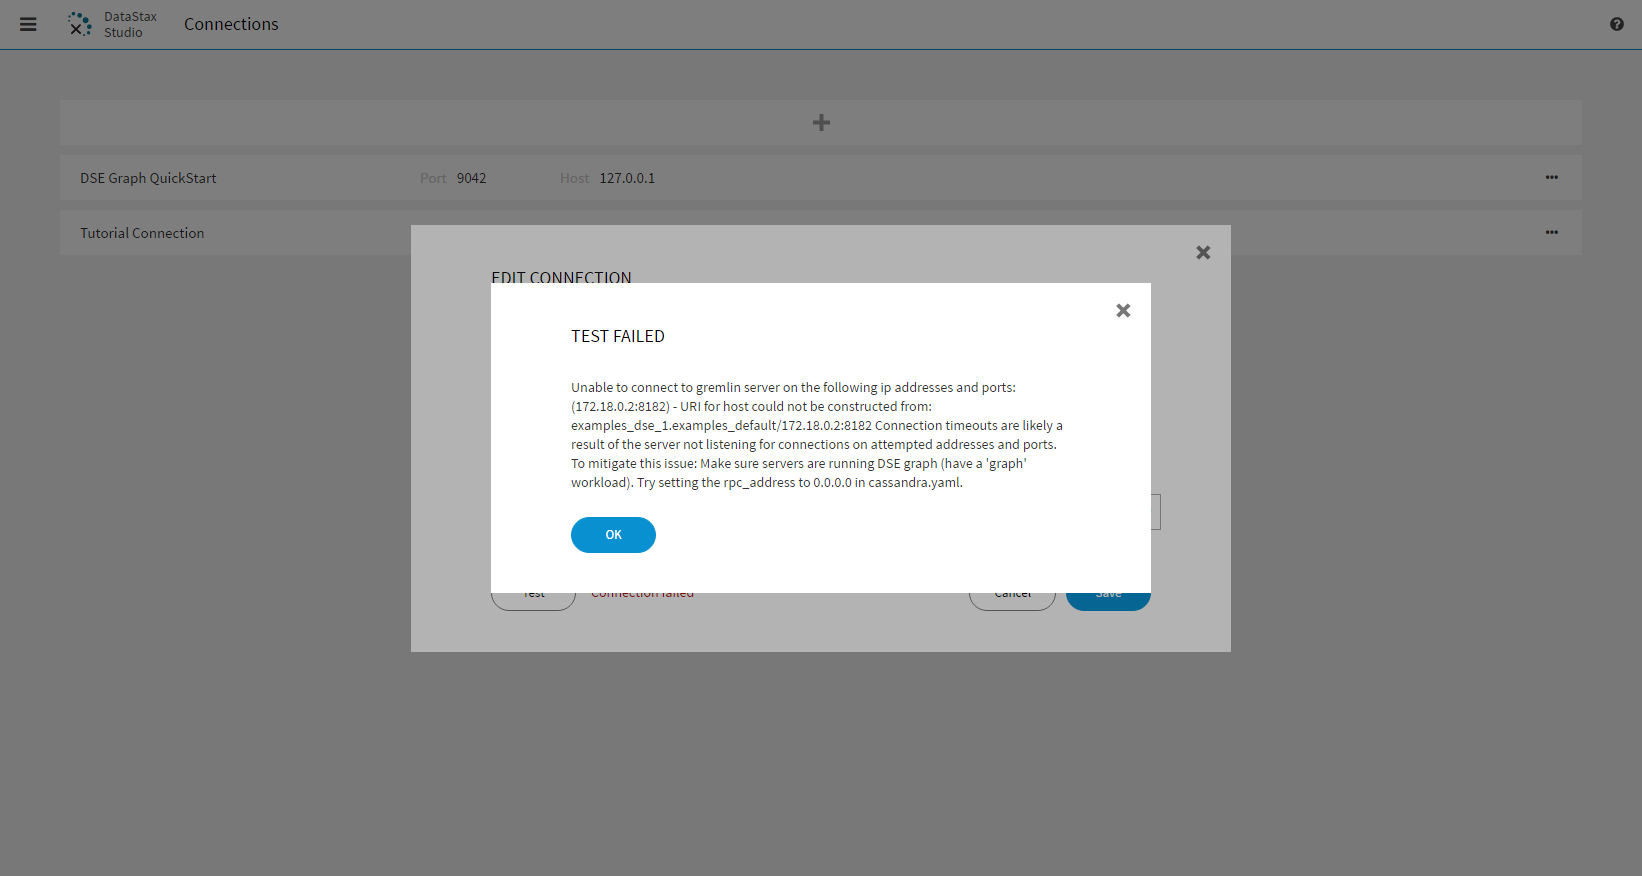 DataStax
Studio
Connections
DSE Graph QuickStart Port 9042 Host 127.0.0.1
Tutorial Connection
EDIT CONNECTION
TEST FAILED
Unable to connect to gremlin server on the following ip addresses and ports:
(172.18.0.2:8182) - URI for host could not be constructed from:
examples_dse_1.examples_default/172.18.0.2:8182 Connection timeouts are likely a
result of the server not listening for connections on attempted addresses and ports.
To mitigate this issue: Make sure servers are running DSE graph (have a 'graph'
workload). Try setting the rpc_address to 0.0.0.0 in cassandra.yaml.
OK
Test Connection failed Cancel Save